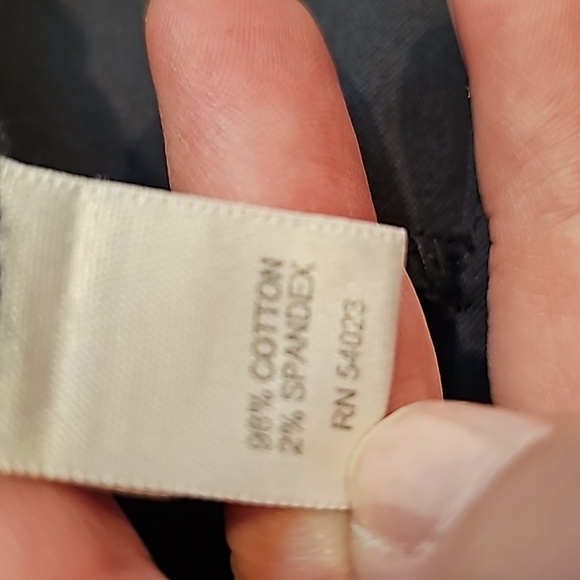 98% COTTON
2% SPANDEX
RN 54023